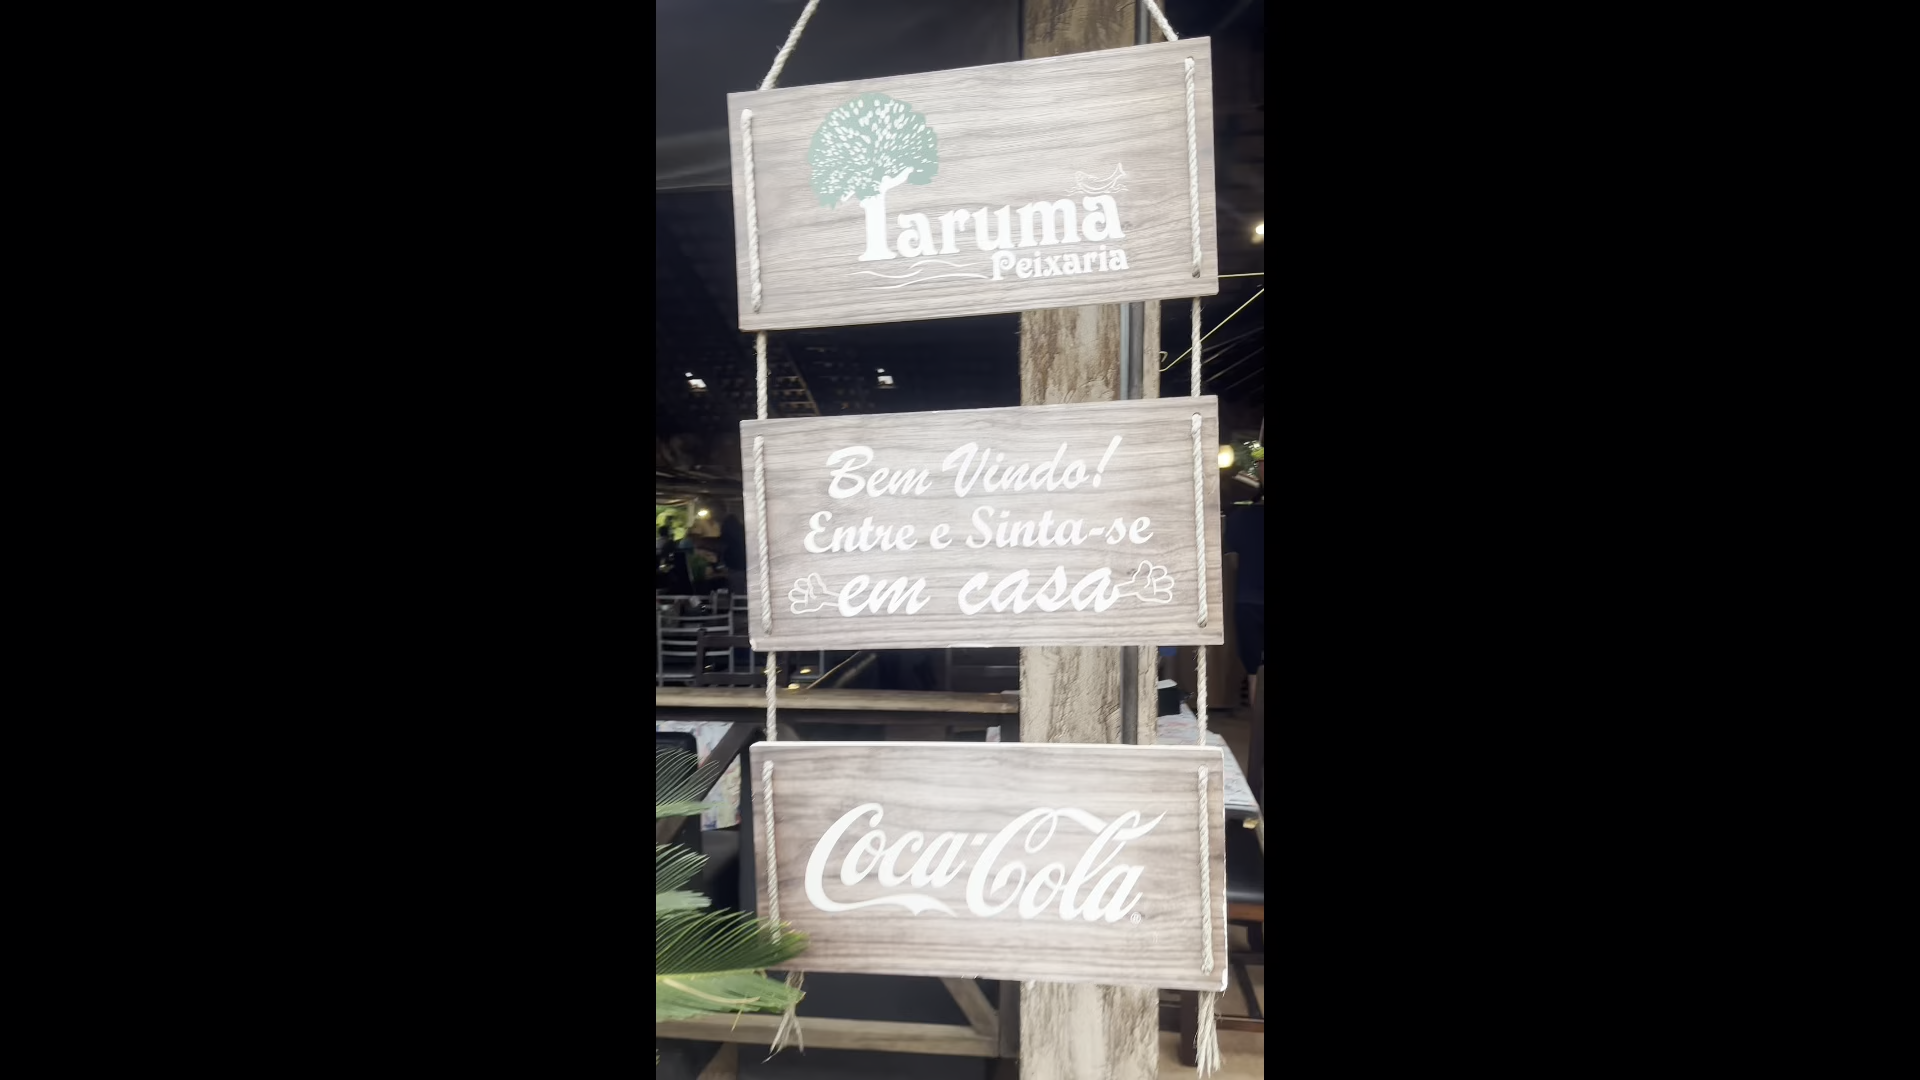 Taruma
Peixaria
Bem Vindo!
Entre e Sinta-se
em casa
Coca-Cola